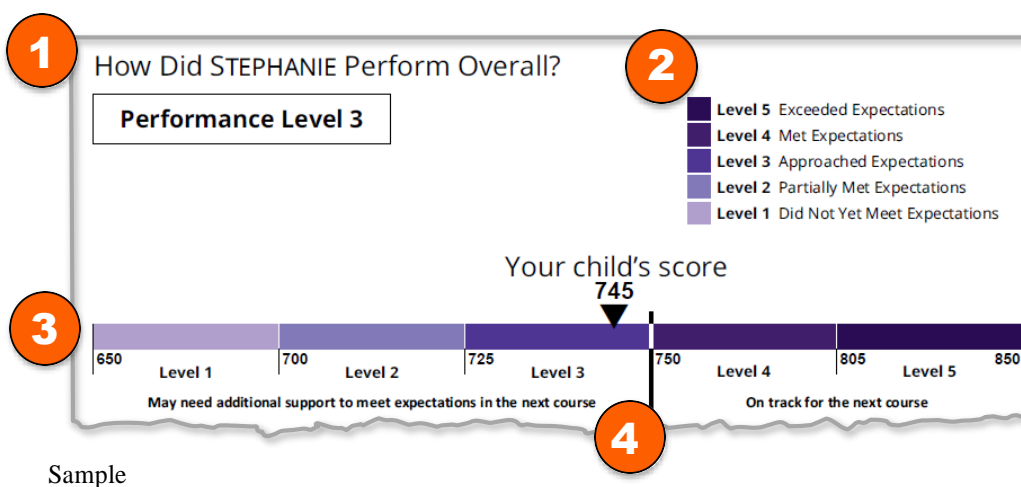 1
How Did STEPHANIE Perform Overall?
Performance Level 3
2
Level 5 Exceeded Expectations
Level 4 Met Expectations
Level 3 Approached Expectations
Level 2 Partially Met Expectations
Level 1 Did Not Yet Meet Expectations
Your child's score
745
3
650 700 725 750 805 850
Level 1 Level 2 Level 3 Level 4 Level 5
May need additional support to meet expectations in the next course On track for the next course
4
Sample